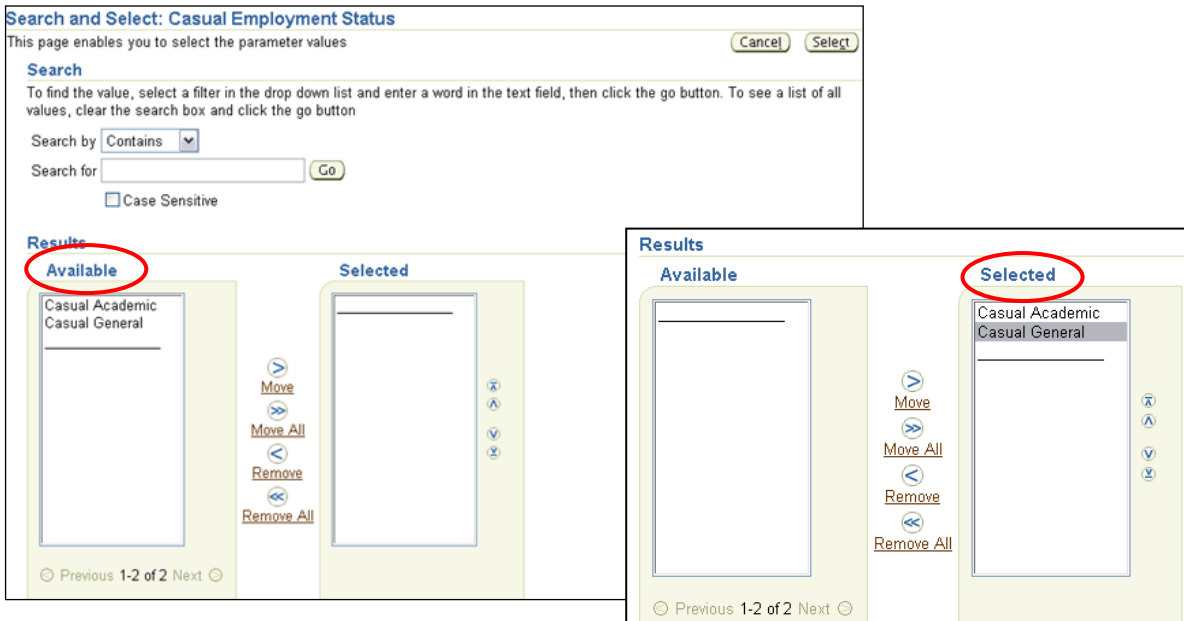 Search and Select: Casual Employment Status
This page enables you to select the parameter values
Cancel Select
Search
To find the value, select a filter in the drop down list and enter a word in the text field, then click the go button. To see a list of all
values, clear the search box and click the go button
Search by Contains
Search for Go
Case Sensitive
Results
Available Selected
Casual Academic
Casual General
Move
Move All
Remove
Remove All
Previous 1-2 of 2 Next
Results
Available Selected
Casual Academic
Casual General
Move
Move All
Remove
Remove All
Previous 1-2 of 2 Next